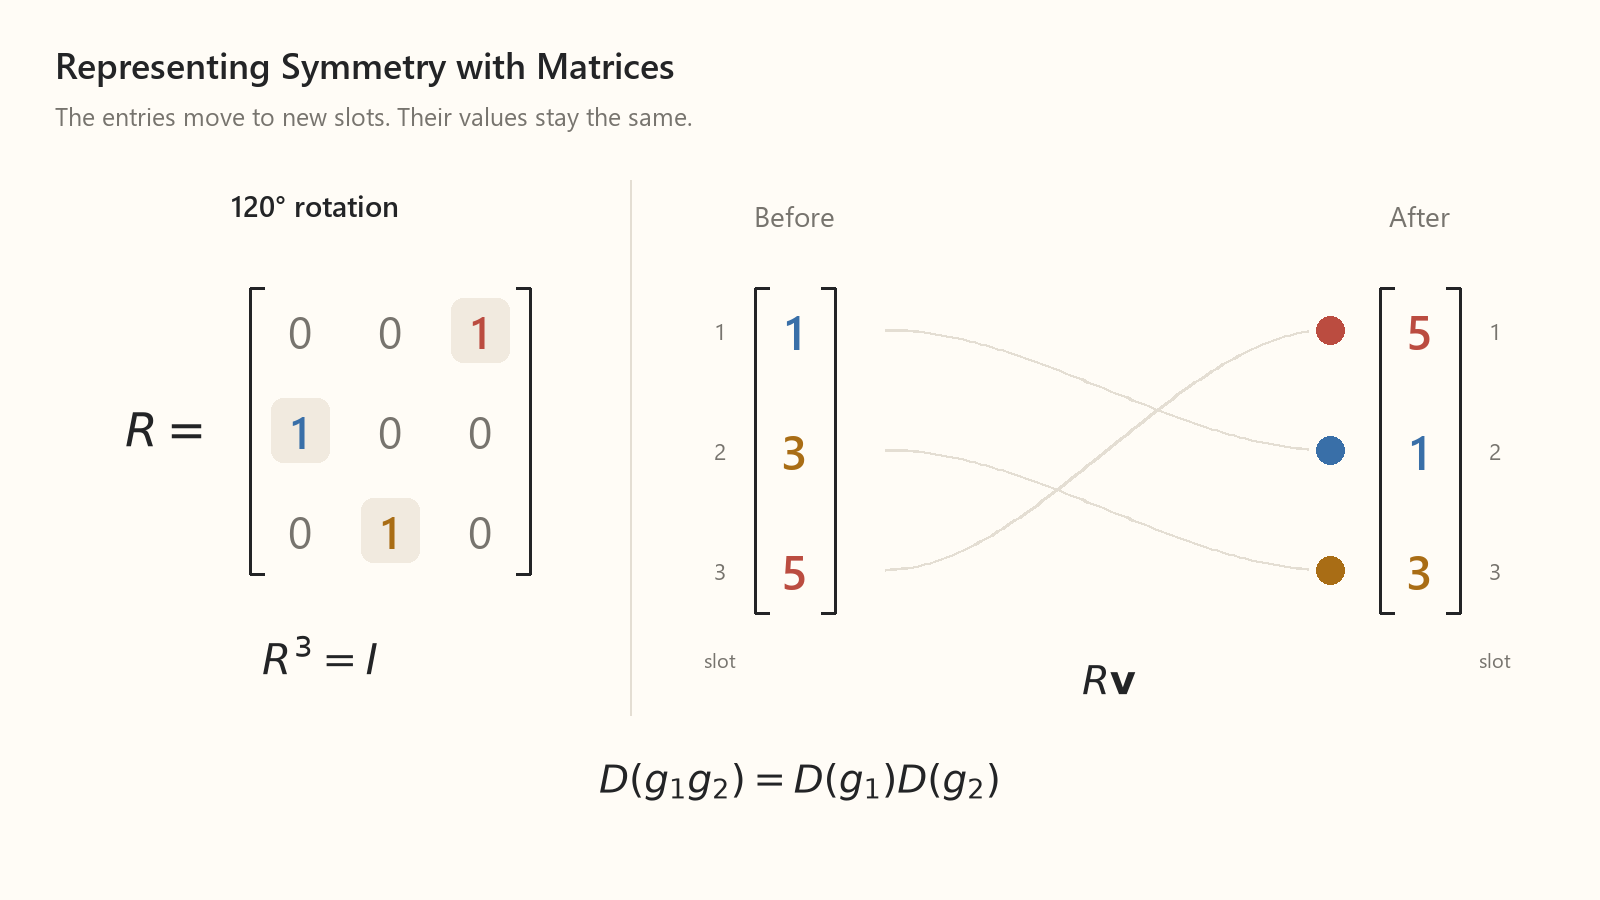 Representing Symmetry with Matrices
The entries move to new slots. Their values stay the same.
120° rotation
R =
0 0 1
1 0 0
0 1 0
R³ = I
Before
After
1 1 5 1
2 3 1 2
3 5 3 3
slot
slot
Rv
D(g₁g₂) = D(g₁)D(g₂)